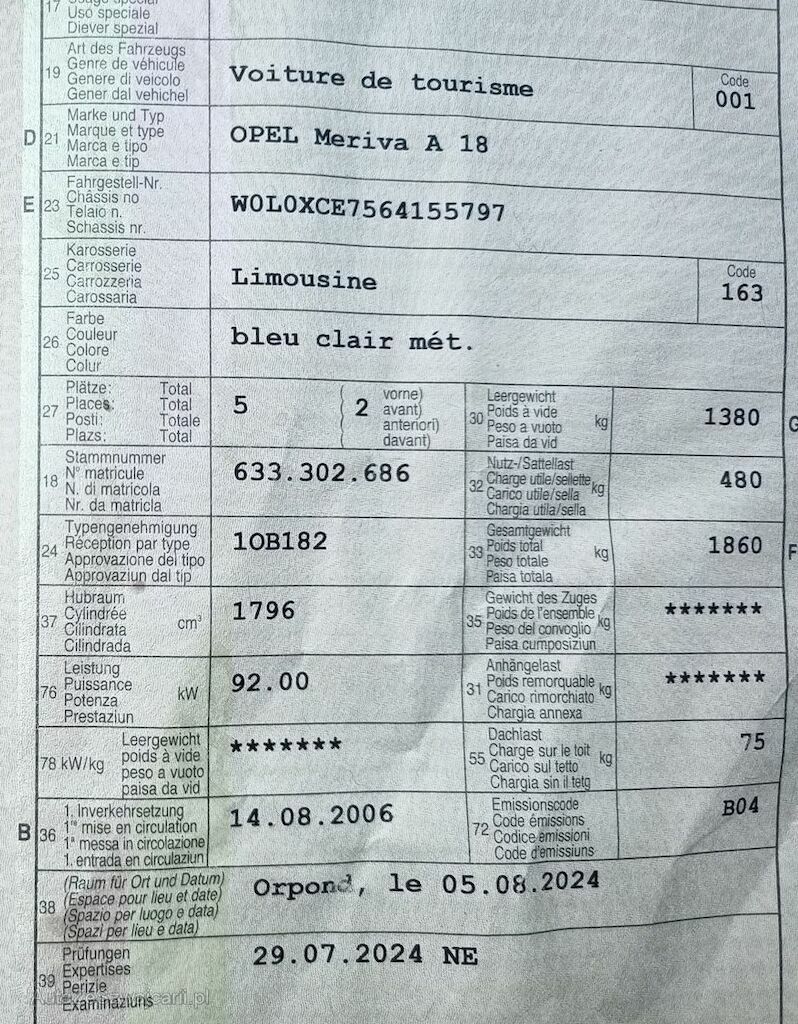 17
Uso speciale
Diever spezial
19
Art des Fahrzeugs
Genre de véhicule
Genere di veicolo
Gener dal vehichel
Voiture de tourisme
Code
001
D
21
Marke und Typ
Marque et type
Marca e tipo
Marca e tip
OPEL Meriva A 18
E
23
Fahrgestell-Nr.
Châssis no
Telaio n.
Schassis nr.
W0L0XCE7564155797
25
Karosserie
Carrosserie
Carrozzeria
Carossaria
Limousine
Code
163
26
Farbe
Couleur
Colore
Colur
bleu clair mét.
27
Plätze: Total
Places: Total
Posti: Totale
Plazs: Total
5
( 2
vorne)
avant)
anteriori)
davant)
30
Leergewicht
Poids à vide
Peso a vuoto
Paisa da vid
kg
1380
G
18
Stammnummer
N° matricule
N. di matricola
Nr. da matricla
633.302.686
32
Nutz-/Sattellast
Charge utile/sellette
Carico utile/sella
Chargia utila/sella
kg
480
24
Typengenehmigung
Réception par type
Approvazione del tipo
Approvaziun dal tip
1OB182
33
Gesamtgewicht
Poids total
Peso totale
Paisa totala
kg
1860
F
37
Hubraum
Cylindrée
Cilindrata
Cilindrada
cm³
1796
35
Gewicht des Zuges
Poids de l'ensemble
Peso del convoglio
Paisa cumposiziun
kg
*******
76
Leistung
Puissance
Potenza
Prestaziun
kW
92.00
31
Anhängelast
Poids remorquable
Carico rimorchiato
Chargia annexa
kg
*******
78 kW/kg
Leergewicht
poids à vide
peso a vuoto
paisa da vid
*******
55
Dachlast
Charge sur le toit
Carico sul tetto
Chargia sin il tetg
kg
75
B
36
1. Inverkehrsetzung
1re mise en circulation
1a messa in circolazione
1. entrada en circulaziun
14.08.2006
72
Emissionscode
Code émissions
Codice emissioni
Code d'emissiuns
B04
38
(Raum für Ort und Datum)
(Espace pour lieu et date)
(Spazio per luogo e data)
(Spazi per lieu e data)
Orpond, le 05.08.2024
39
Prüfungen
Expertises
Perizie
Examinaziuns
29.07.2024 NE